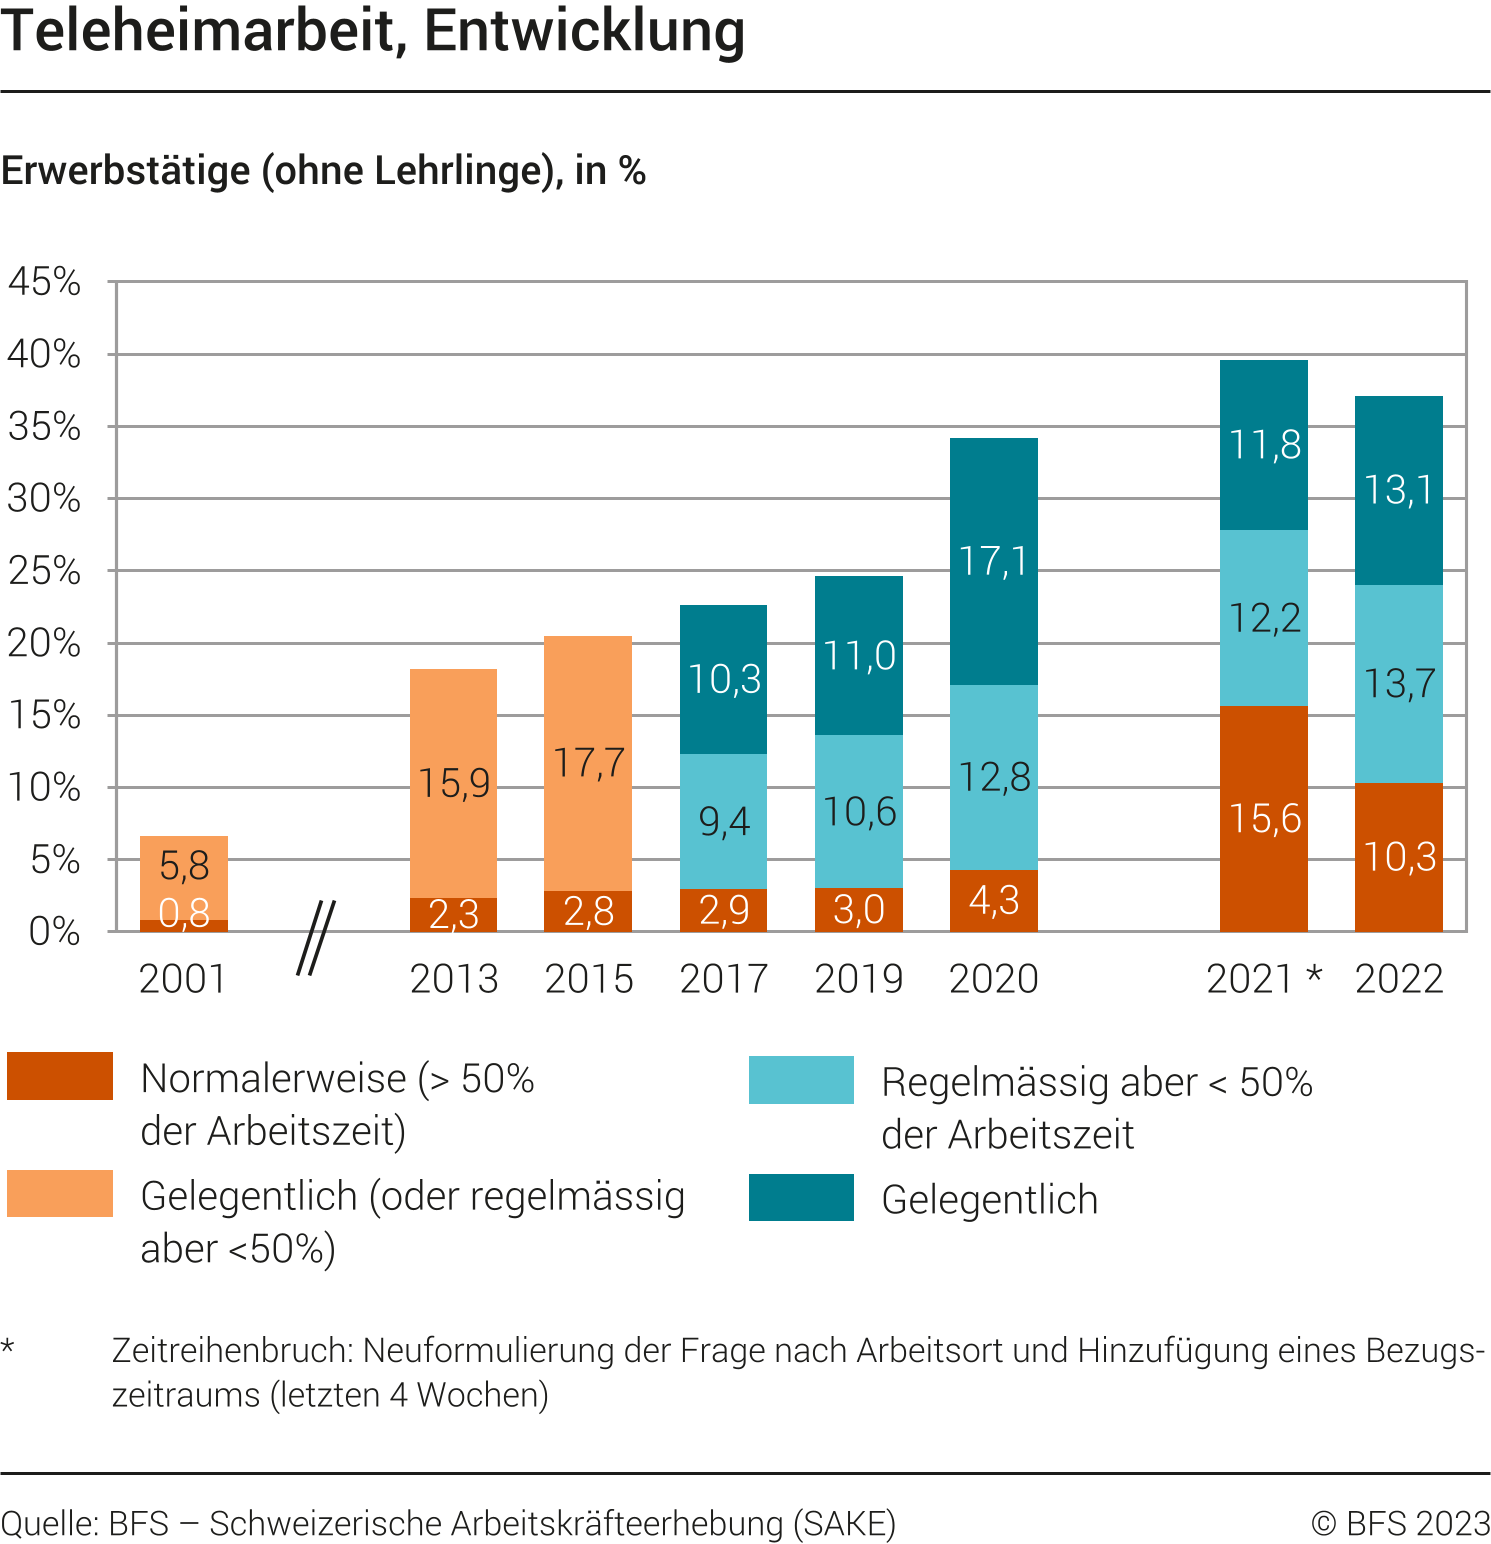 Teleheimarbeit, Entwicklung
Erwerbstätige (ohne Lehrlinge), in %
45%
40%
35%
30%
25%
20%
15%
10%
5%
0%
5,8
0,8
15,9
2,3
17,7
2,8
10,3
9,4
2,9
11,0
10,6
3,0
17,1
12,8
4,3
11,8
12,2
15,6
13,1
13,7
10,3
2001 2013 2015 2017 2019 2020 2021 * 2022
Normalerweise (> 50%
der Arbeitszeit)
Gelegentlich (oder regelmässig
aber <50%)
Regelmässig aber < 50%
der Arbeitszeit
Gelegentlich
* Zeitreihenbruch: Neuformulierung der Frage nach Arbeitsort und Hinzufügung eines Bezugs-
zeitraums (letzten 4 Wochen)
Quelle: BFS – Schweizerische Arbeitskräfteerhebung (SAKE) © BFS 2023